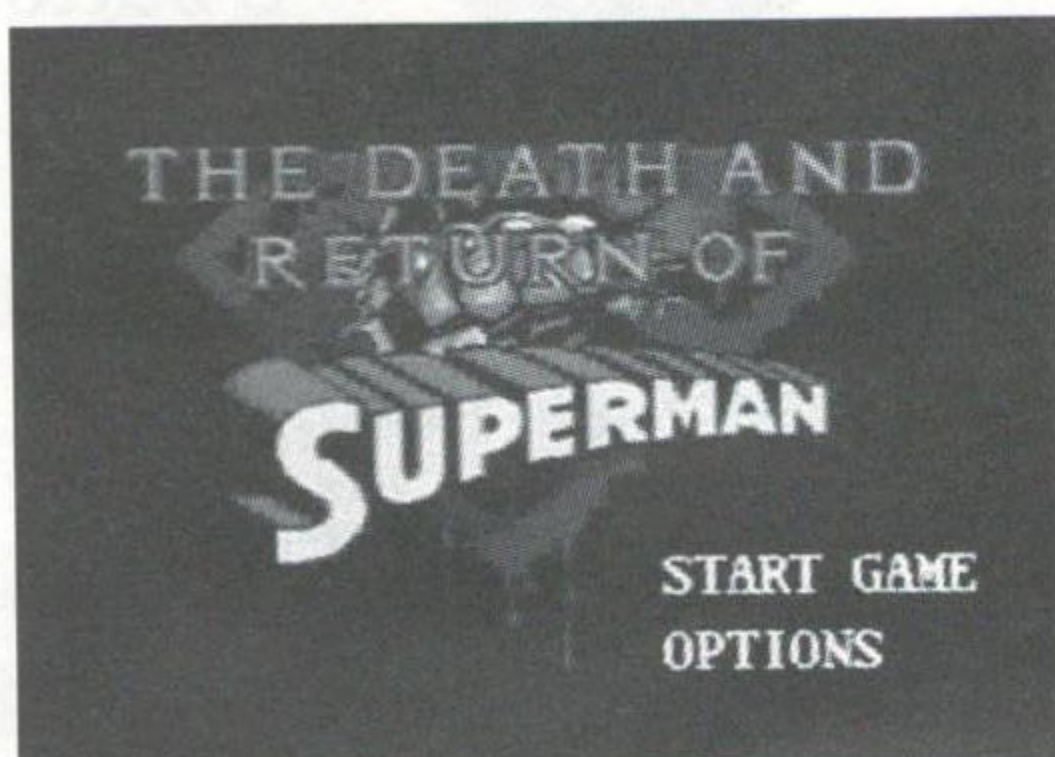 THE DEATH AND
RETURN OF
SUPERMAN
START GAME
OPTIONS